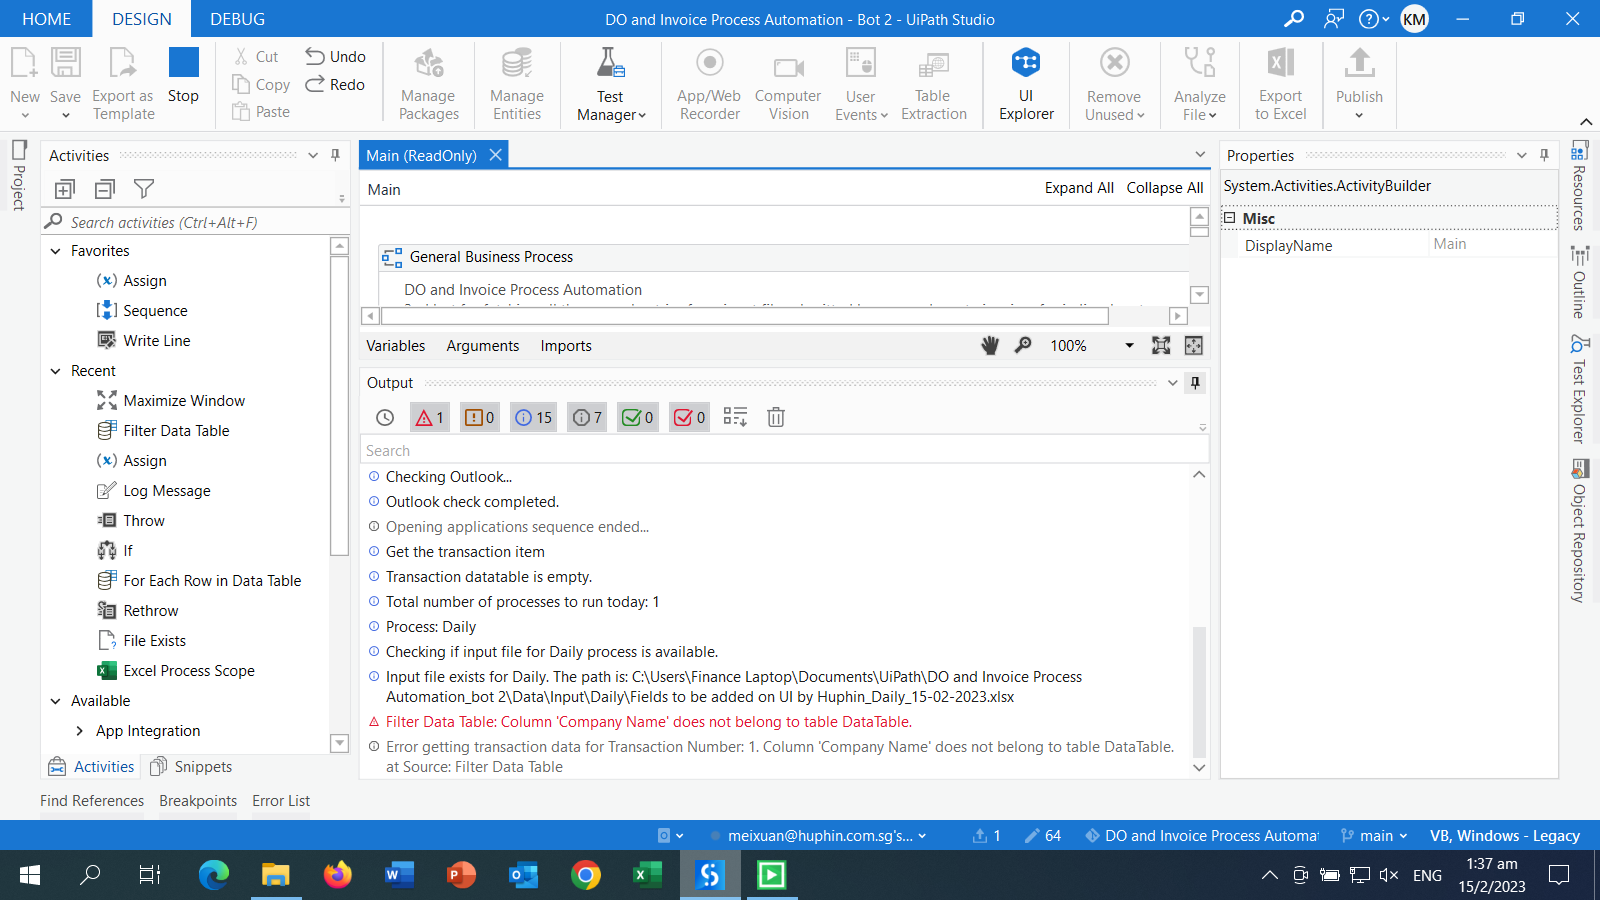 HOME
DESIGN
DEBUG
DO and Invoice Process Automation - Bot 2 - UiPath Studio
KM
New
Save
Export as
Template
Stop
Cut
Copy
Paste
Undo
Redo
Manage
Packages
Manage
Entities
Test
Manager
App/Web
Recorder
Computer
Vision
User
Events
Table
Extraction
UI
Explorer
Remove
Unused
Analyze
File
Export
to Excel
Publish
Project
Activities
Search activities (Ctrl+Alt+F)
Favorites
Assign
Sequence
Write Line
Recent
Maximize Window
Filter Data Table
Assign
Log Message
Throw
If
For Each Row in Data Table
Rethrow
File Exists
Excel Process Scope
Available
App Integration
Activities
Snippets
Main (ReadOnly)
Main
Expand All
Collapse All
General Business Process
DO and Invoice Process Automation
Variables
Arguments
Imports
100%
Output
1
0
15
7
0
0
Search
Checking Outlook...
Outlook check completed.
Opening applications sequence ended...
Get the transaction item
Transaction datatable is empty.
Total number of processes to run today: 1
Process: Daily
Checking if input file for Daily process is available.
Input file exists for Daily. The path is: C:\Users\Finance Laptop\Documents\UiPath\DO and Invoice Process
Automation_bot 2\Data\Input\Daily\Fields to be added on UI by Huphin_Daily_15-02-2023.xlsx
Filter Data Table: Column 'Company Name' does not belong to table DataTable.
Error getting transaction data for Transaction Number: 1. Column 'Company Name' does not belong to table DataTable.
at Source: Filter Data Table
Properties
System.Activities.ActivityBuilder
Misc
DisplayName
Main
Resources
Outline
Test Explorer
Object Repository
Find References
Breakpoints
Error List
meixuan@huphin.com.sg's...
1
64
DO and Invoice Process Automat
main
VB, Windows - Legacy
ENG
1:37 am
15/2/2023